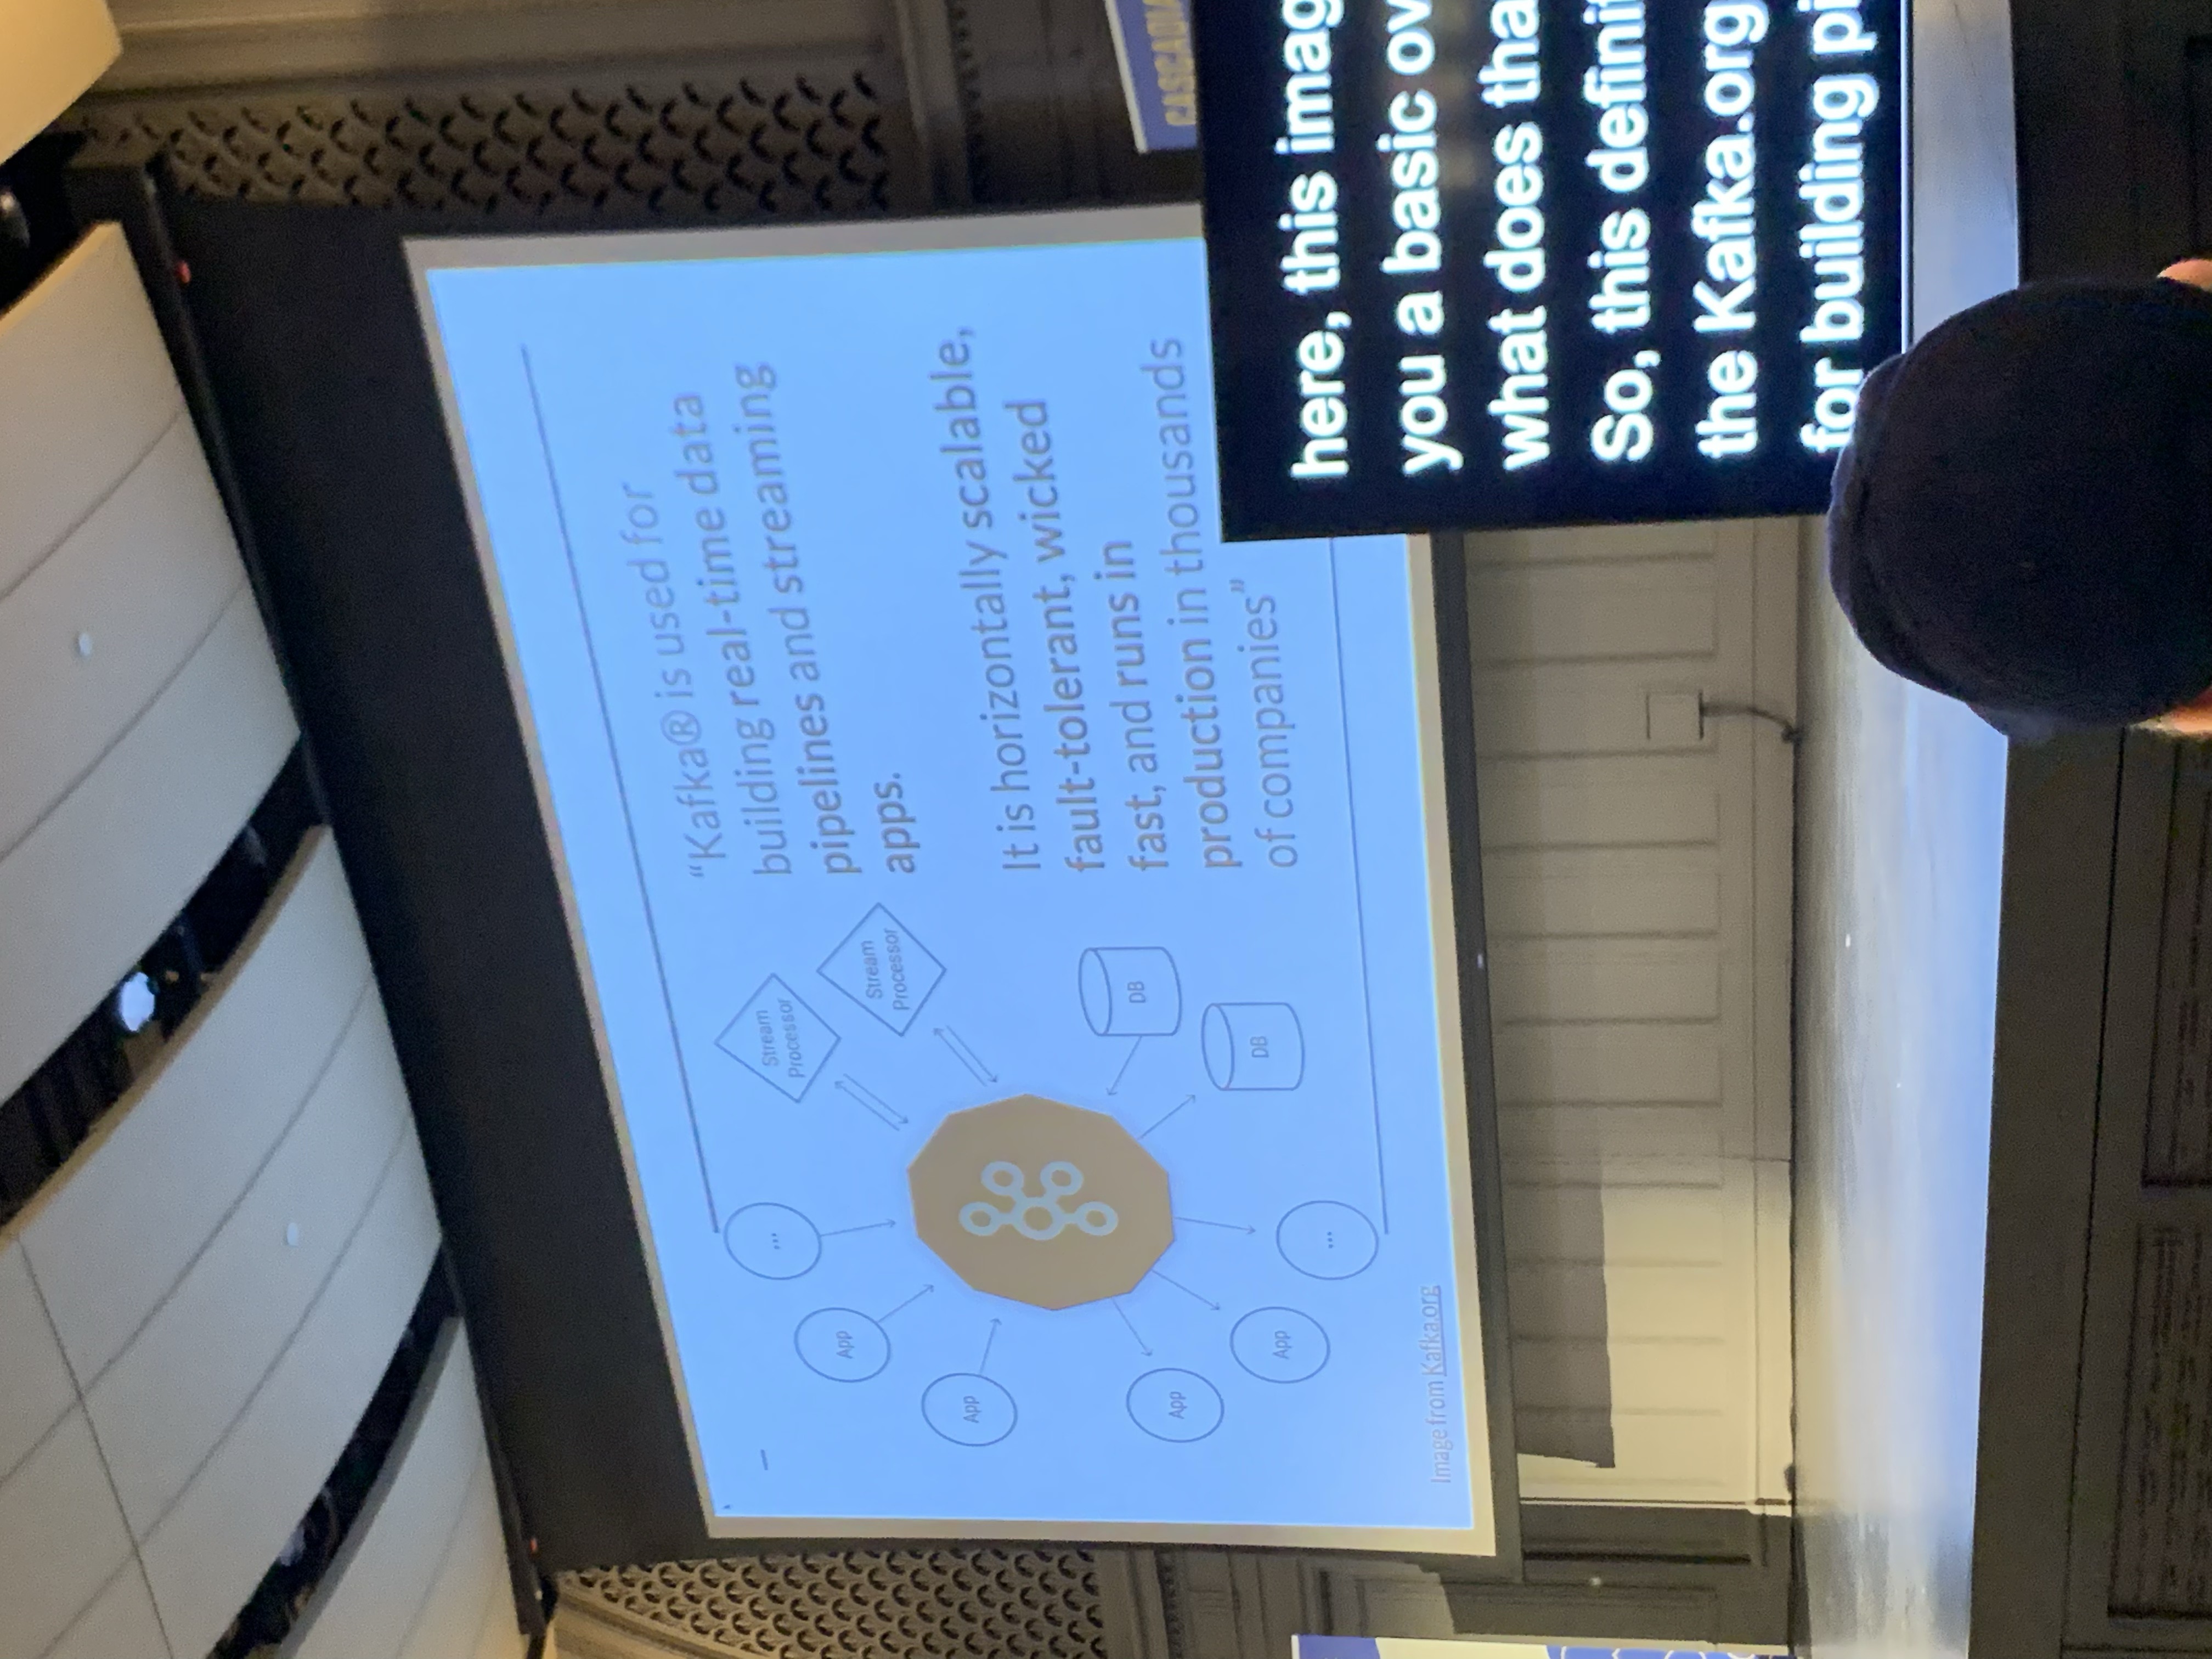 ...
App
App
Stream
Processor
Stream
Processor
DB
DB
App
App
...
“Kafka® is used for
building real-time data
pipelines and streaming
apps.
It is horizontally scalable,
fault-tolerant, wicked
fast, and runs in
production in thousands
of companies”
Image from Kafka.org
CASCADIA
here, this imag
you a basic ov
what does tha
So, this definit
the Kafka.org
for building pi